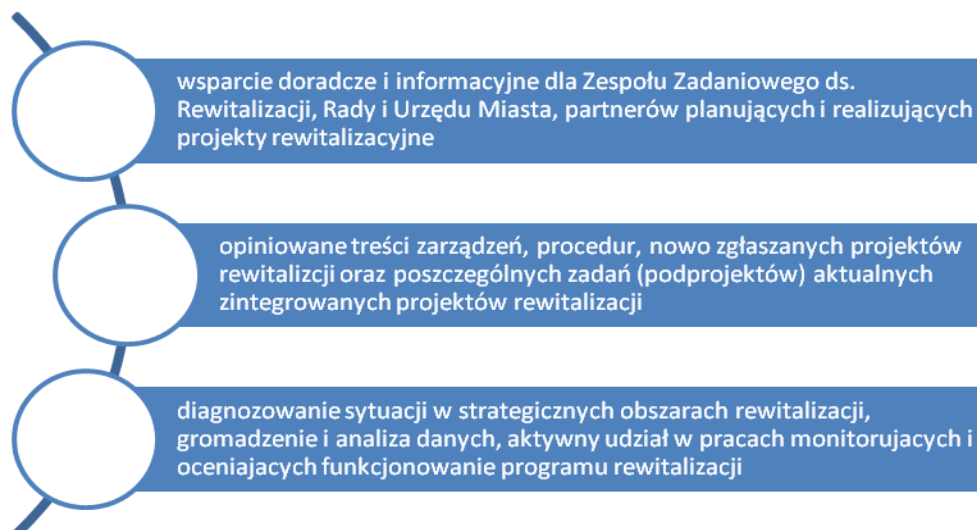 wsparcie doradcze i informacyjne dla Zespołu Zadaniowego ds.
Rewitalizacji, Rady i Urzędu Miasta, partnerów planujących i realizujących
projekty rewitalizacyjne
opiniowane treści zarządzeń, procedur, nowo zgłaszanych projektów
rewitalizcji oraz poszczególnych zadań (podprojektów) aktualnych
zintegrowanych projektów rewitalizacji
diagnozowanie sytuacji w strategicznych obszarach rewitalizacji,
gromadzenie i analiza danych, aktywny udział w pracach monitorujacych i
oceniajacych funkcjonowanie programu rewitalizacji